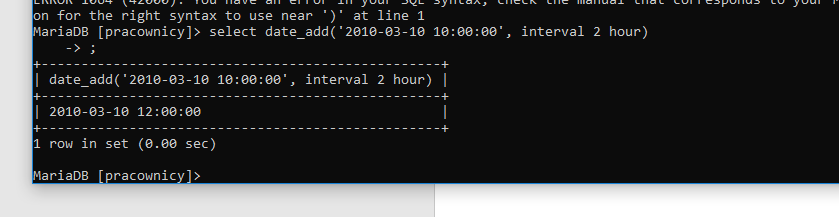 ERROR 1064 (42000): You have an error in your SQL syntax; check the manual that corresponds to your
on for the right syntax to use near ')' at line 1
MariaDB [pracownicy]> select date_add('2010-03-10 10:00:00', interval 2 hour)
    -> ;
+--------------------------------------------------+
| date_add('2010-03-10 10:00:00', interval 2 hour) |
+--------------------------------------------------+
| 2010-03-10 12:00:00                              |
+--------------------------------------------------+
1 row in set (0.00 sec)
MariaDB [pracownicy]>